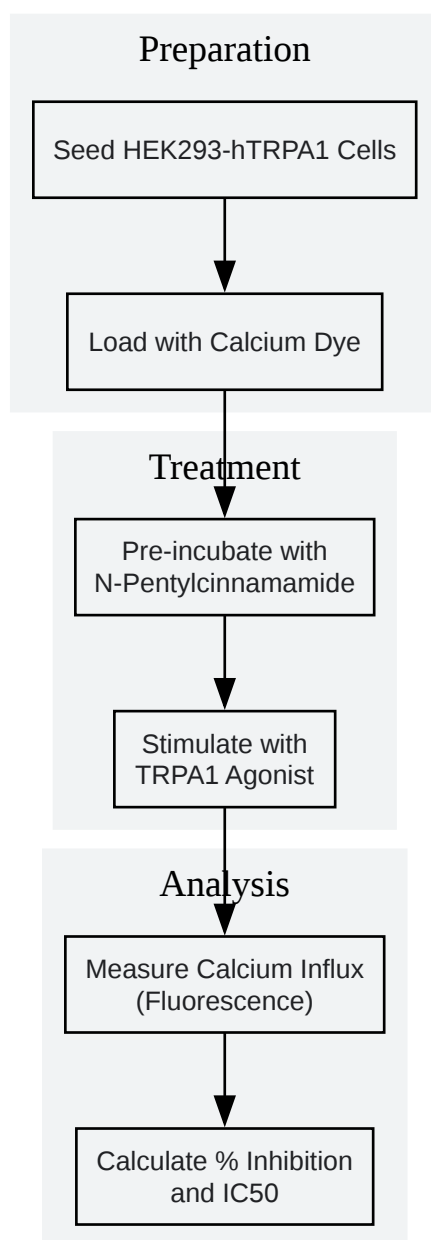 Preparation
Seed HEK293-hTRPA1 Cells
Load with Calcium Dye
Treatment
Pre-incubate with
N-Pentylcinnamamide
Stimulate with
TRPA1 Agonist
Analysis
Measure Calcium Influx
(Fluorescence)
Calculate % Inhibition
and IC50